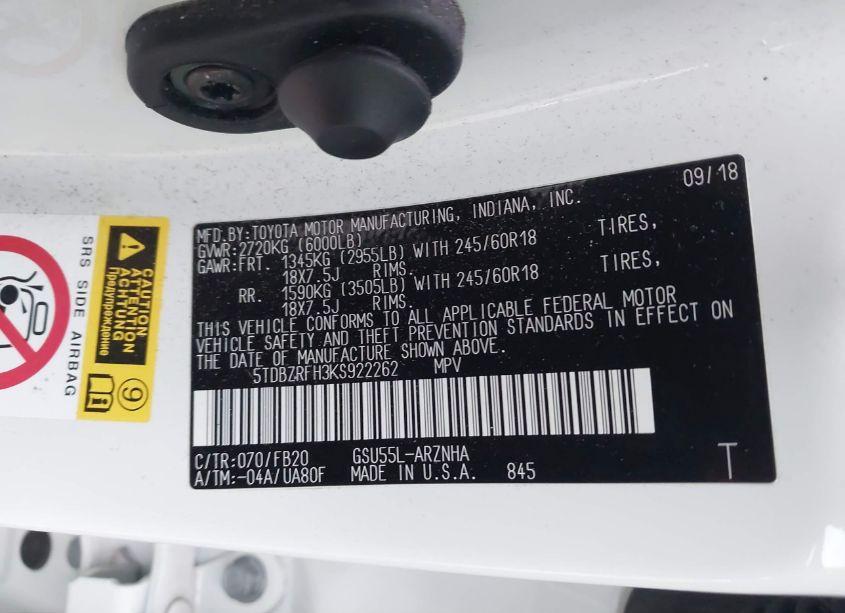 SRS SIDE AIRBAG
CAUTION
ATTENTION
ACHTUNG
Предупреждение
9
09/18
MFD.BY:TOYOTA MOTOR MANUFACTURING, INDIANA, INC.
GVWR:2720KG (6000LB)
GAWR:FRT. 1345KG (2955LB) WITH 245/60R18 TIRES,
18X7.5J RIMS.
RR. 1590KG (3505LB) WITH 245/60R18 TIRES,
18X7.5J RIMS.
THIS VEHICLE CONFORMS TO ALL APPLICABLE FEDERAL MOTOR
VEHICLE SAFETY AND THEFT PREVENTION STANDARDS IN EFFECT ON
THE DATE OF MANUFACTURE SHOWN ABOVE.
5TDBZRFH3KS922262 MPV
C/TR:070/FB20 GSU55L-ARZNHA
A/TM:-04A/UA80F MADE IN U.S.A. 845
T